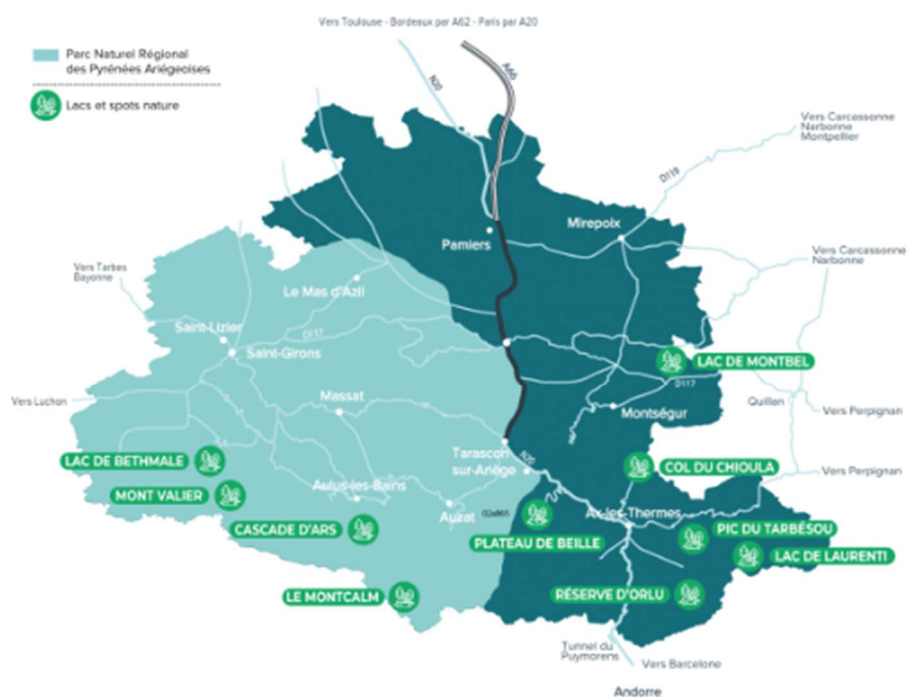 Vers Toulouse - Bordeaux par A62 - Paris par A20
Parc Naturel Régional
des Pyrénées Ariégeoises
Lacs et spots nature
N20
A66
Vers Carcassonne
Narbonne
Montpellier
D119
Mirepoix
Pamiers
Vers Carcassonne
Narbonne
Vers Tarbes
Bayonne
Le Mas d'Azil
Saint-Lizier
D117
Saint-Girons
LAC DE MONTBEL
D117
Vers Luchon
Massat
Montségur
Quillan
Vers Perpignan
Tarascon
sur-Ariège
N20
LAC DE BETHMALE
COL DU CHIOULA
Vers Perpignan
MONT VALIER
Aulus-les-Bains
Auzat
Ax-les-Thermes
CASCADE D'ARS
PLATEAU DE BEILLE
PIC DU TARBÉSOU
LAC DE LAURENTI
LE MONTCALM
RÉSERVE D'ORLU
Tunnel du
Puymorens
Vers Barcelone
Andorre